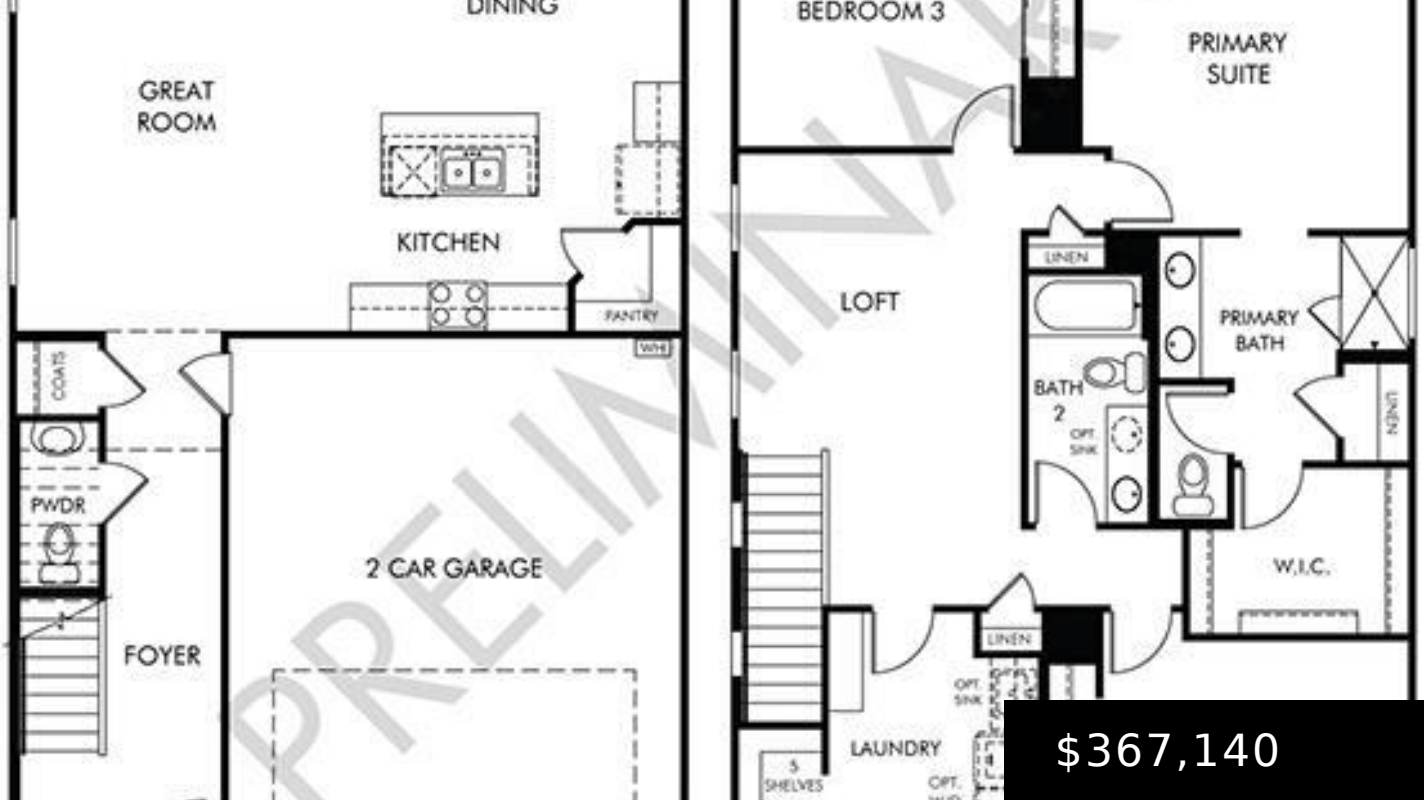 DINING
GREAT
ROOM
KITCHEN
PANTRY
COATS
WH
PWDR
2 CAR GARAGE
FOYER
BEDROOM 3
PRIMARY
SUITE
LINEN
LOFT
PRIMARY
BATH
BATH
2
OPT
SINK
LINEN
W.I.C.
LINEN
OPT.
SINK
LAUNDRY
5
SHELVES
OPT.
PRELIMINAR
$367,140